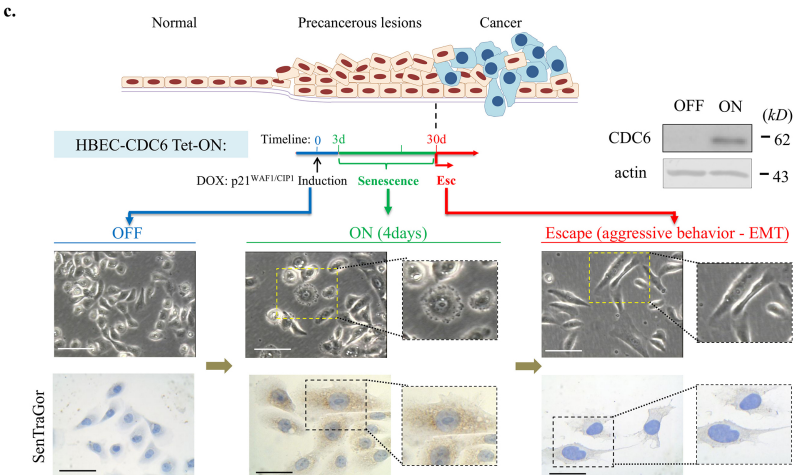 c.
Normal Precancerous lesions Cancer
HBEC-CDC6 Tet-ON:
Timeline: 0 3d 30d
DOX: p21WAF1/CIP1 Induction Senescence Esc
OFF ON (kD)
CDC6 62
actin 43
OFF ON (4days) Escape (aggressive behavior - EMT)
SenTraGor